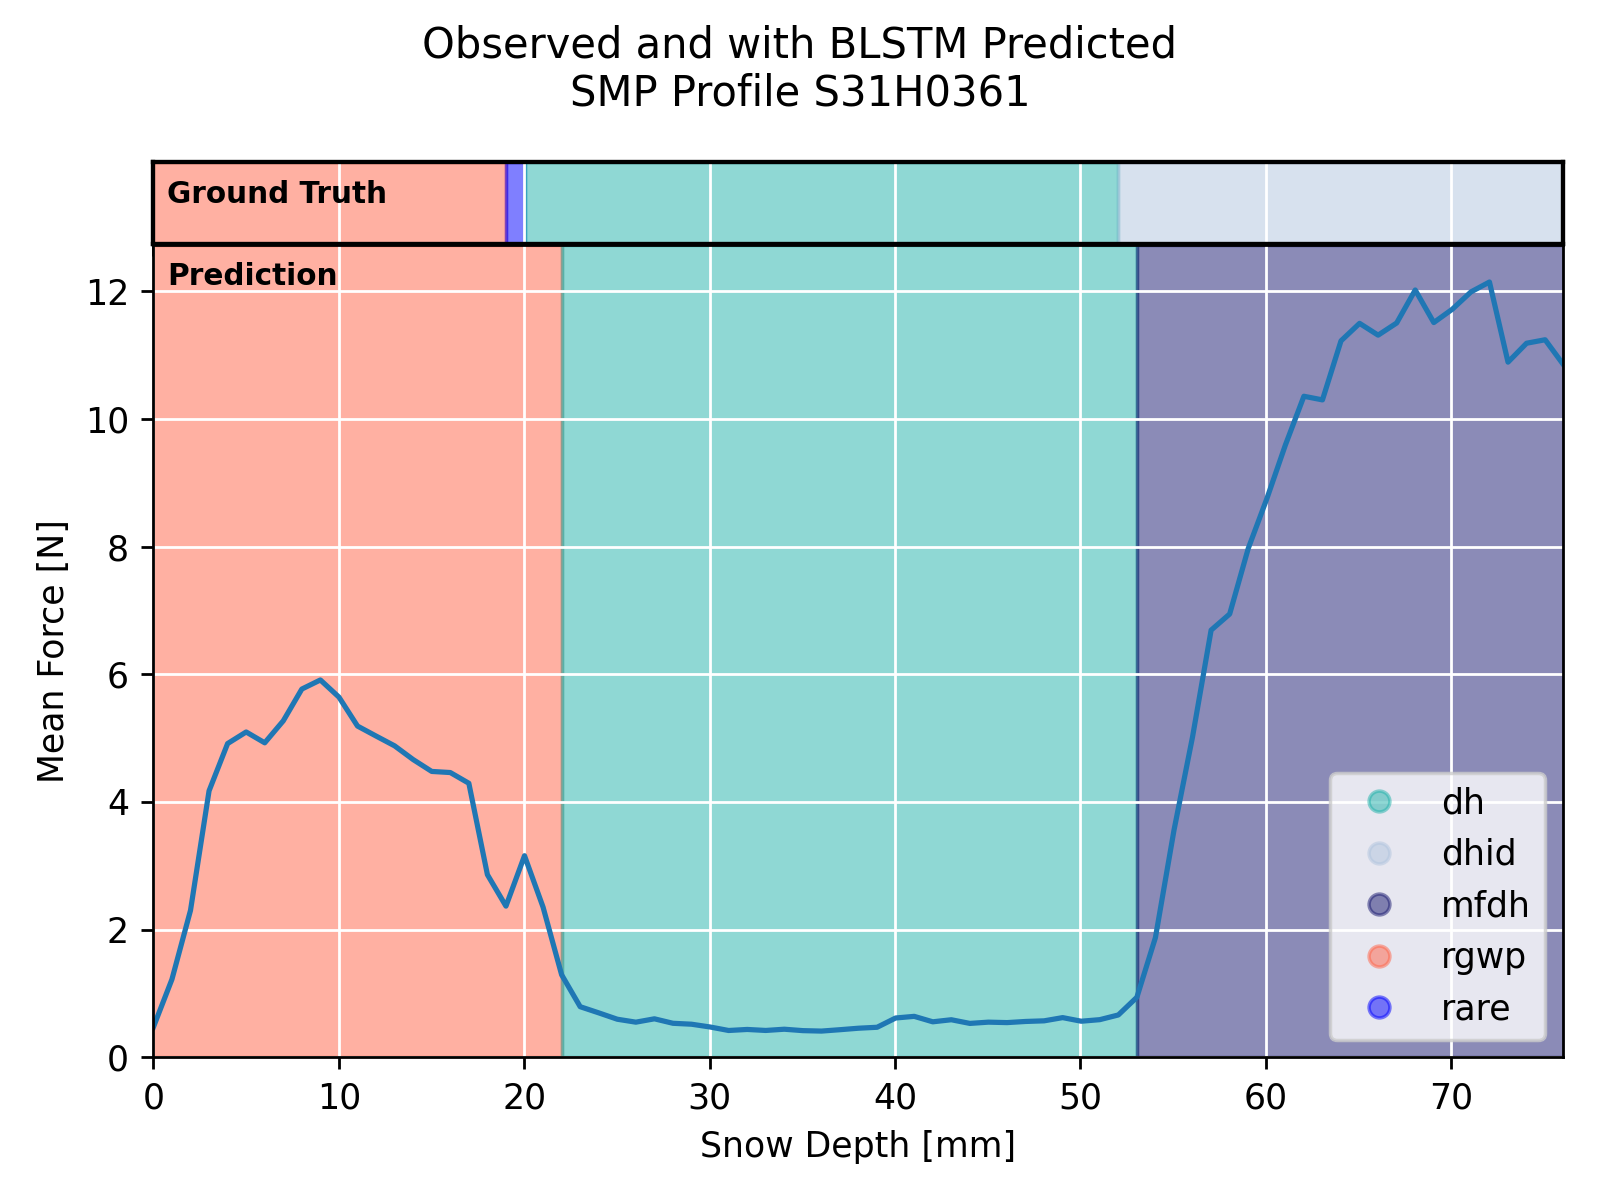 Observed and with BLSTM Predicted
SMP Profile S31H0361
Ground Truth
Prediction
12
10
8
6
4
2
0
Mean Force [N]
dh
dhid
mfdh
rgwp
rare
0 10 20 30 40 50 60 70
Snow Depth [mm]